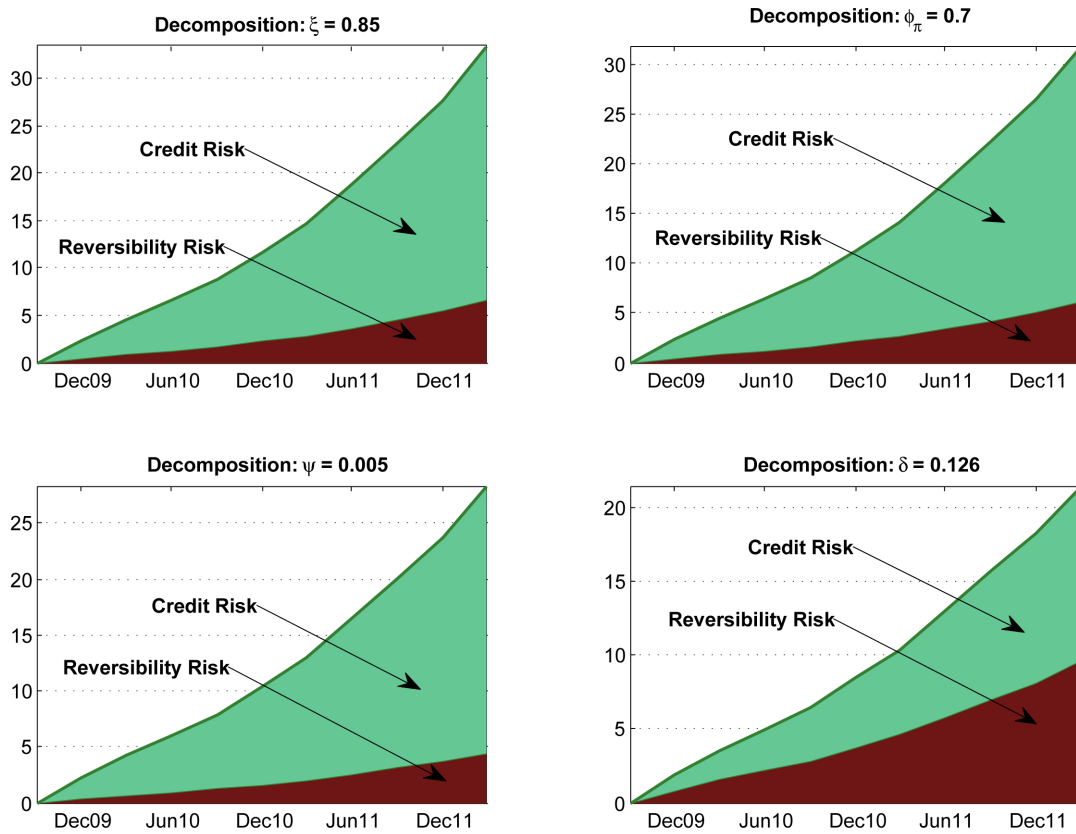 Decomposition: ξ = 0.85
30
25
20
15
10
5
0
Credit Risk
Reversibility Risk
Dec09 Jun10 Dec10 Jun11 Dec11
Decomposition: ϕπ = 0.7
30
25
20
15
10
5
0
Credit Risk
Reversibility Risk
Dec09 Jun10 Dec10 Jun11 Dec11
Decomposition: ψ = 0.005
25
20
15
10
5
0
Credit Risk
Reversibility Risk
Dec09 Jun10 Dec10 Jun11 Dec11
Decomposition: δ = 0.126
20
15
10
5
0
Credit Risk
Reversibility Risk
Dec09 Jun10 Dec10 Jun11 Dec11